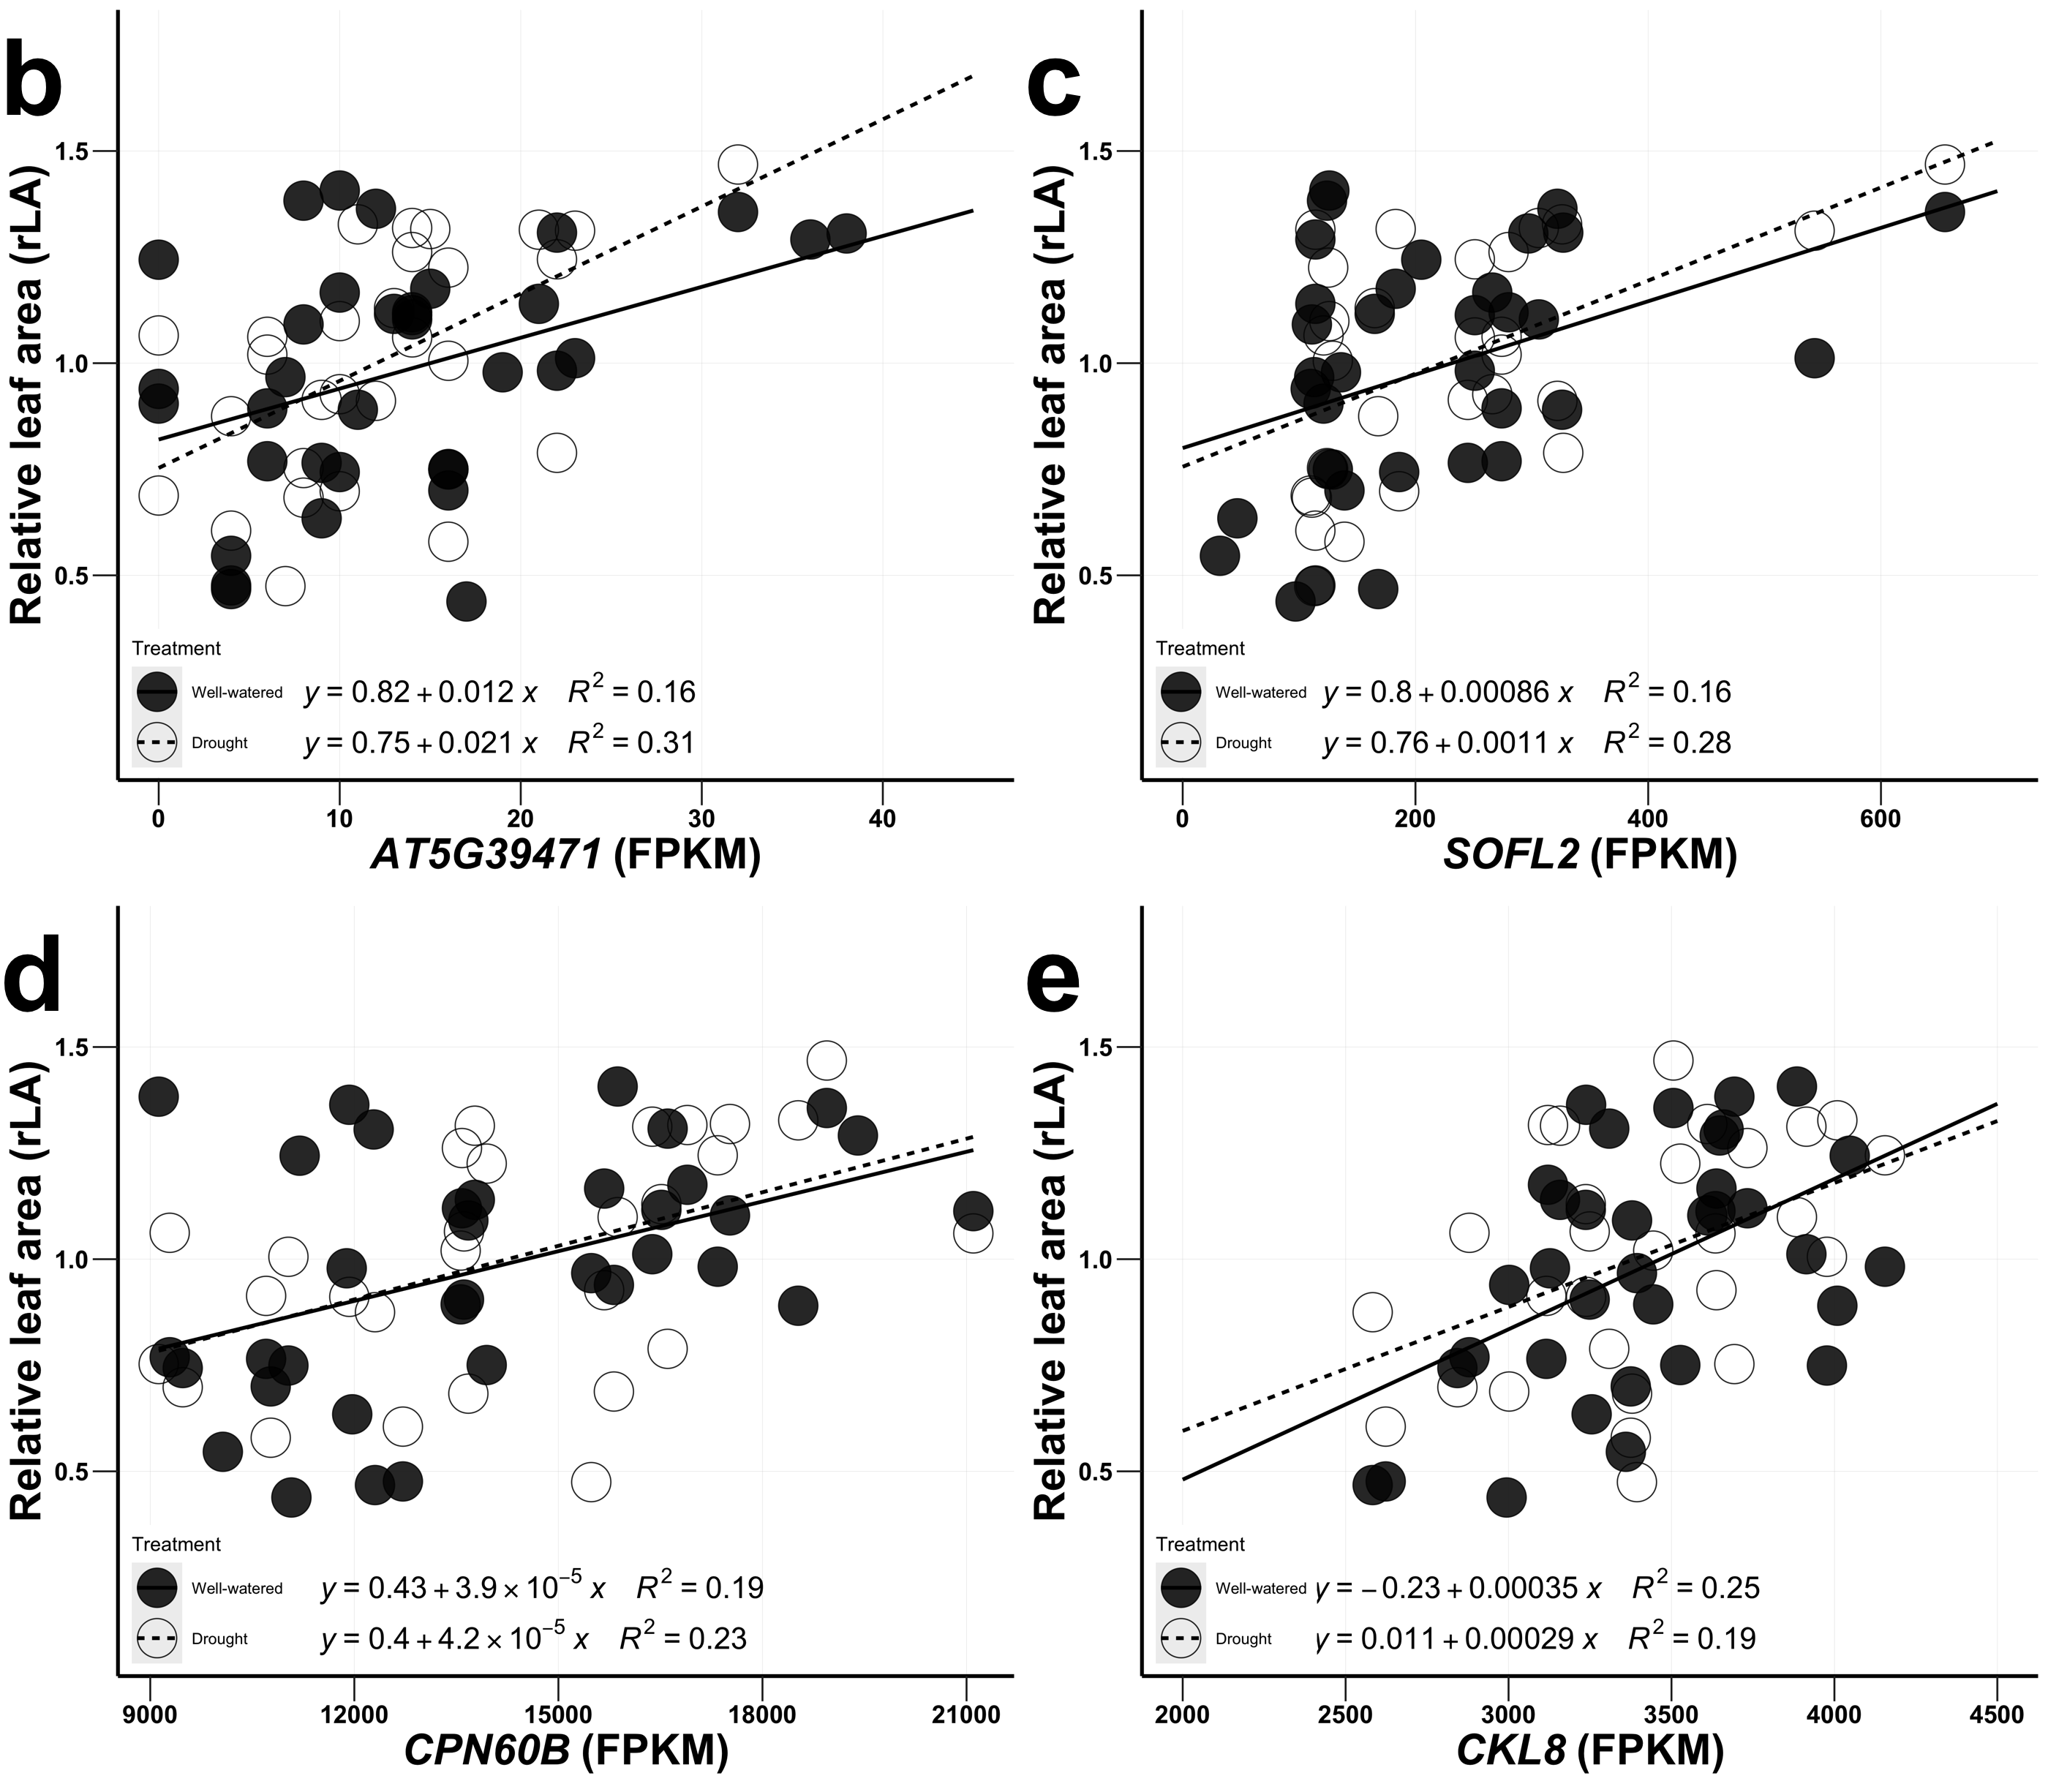 b
Relative leaf area (rLA)
1.5
1.0
0.5
Treatment
Well-watered y = 0.82 + 0.012 x R² = 0.16
Drought y = 0.75 + 0.021 x R² = 0.31
0 10 20 30 40
AT5G39471 (FPKM)
c
Relative leaf area (rLA)
1.5
1.0
0.5
Treatment
Well-watered y = 0.8 + 0.00086 x R² = 0.16
Drought y = 0.76 + 0.0011 x R² = 0.28
0 200 400 600
SOFL2 (FPKM)
d
Relative leaf area (rLA)
1.5
1.0
0.5
Treatment
Well-watered y = 0.43 + 3.9 × 10⁻⁵ x R² = 0.19
Drought y = 0.4 + 4.2 × 10⁻⁵ x R² = 0.23
9000 12000 15000 18000 21000
CPN60B (FPKM)
e
Relative leaf area (rLA)
1.5
1.0
0.5
Treatment
Well-watered y = −0.23 + 0.00035 x R² = 0.25
Drought y = 0.011 + 0.00029 x R² = 0.19
2000 2500 3000 3500 4000 4500
CKL8 (FPKM)